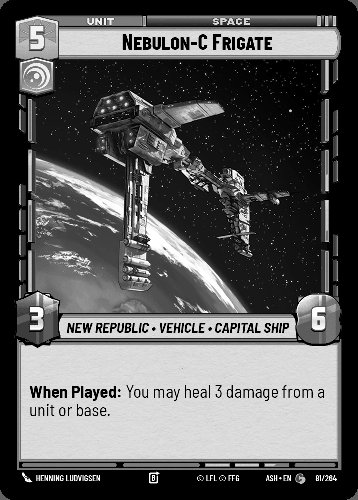 UNIT
SPACE
5
NEBULON-C FRIGATE
3
NEW REPUBLIC • VEHICLE • CAPITAL SHIP
6
When Played: You may heal 3 damage from a
unit or base.
HENNING LUDVIGSEN
© LFL © FFG
ASH • EN
81/264